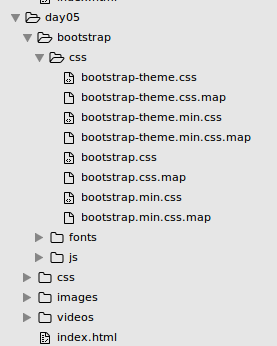 day05
bootstrap
css
bootstrap-theme.css
bootstrap-theme.css.map
bootstrap-theme.min.css
bootstrap-theme.min.css.map
bootstrap.css
bootstrap.css.map
bootstrap.min.css
bootstrap.min.css.map
fonts
js
css
images
videos
index.html